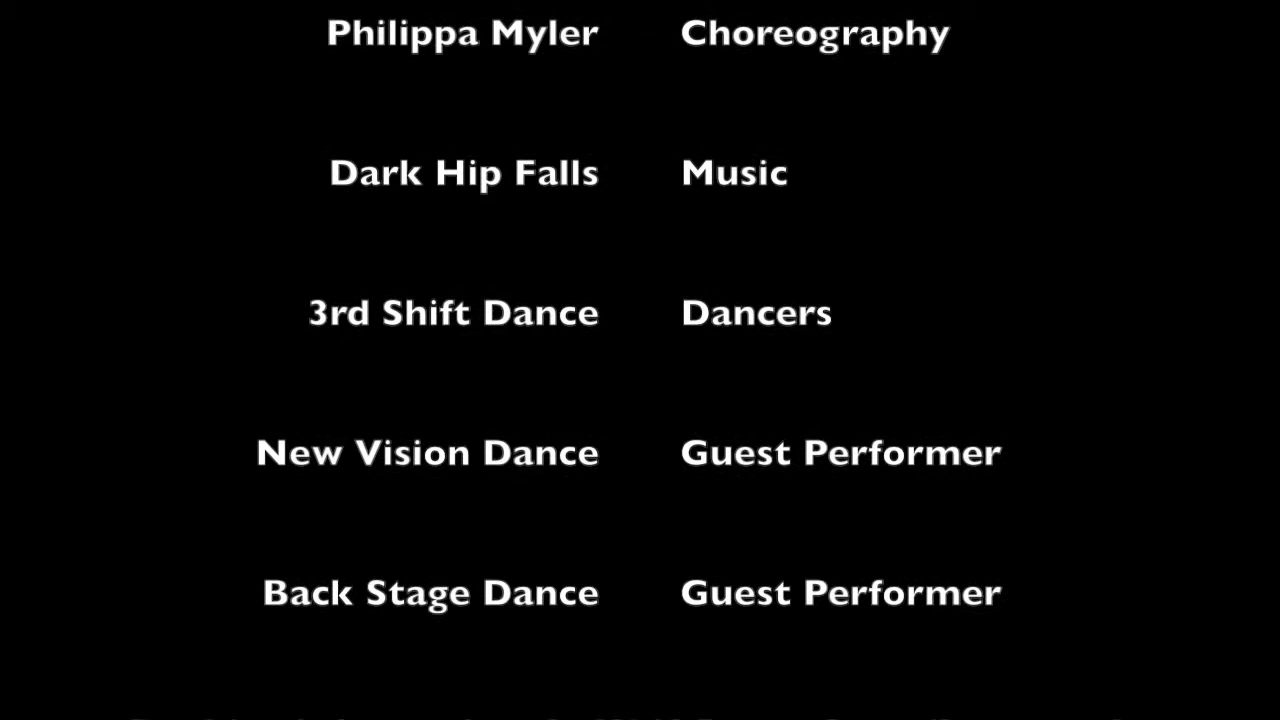 Philippa Myler Choreography
Dark Hip Falls Music
3rd Shift Dance Dancers
New Vision Dance Guest Performer
Back Stage Dance Guest Performer